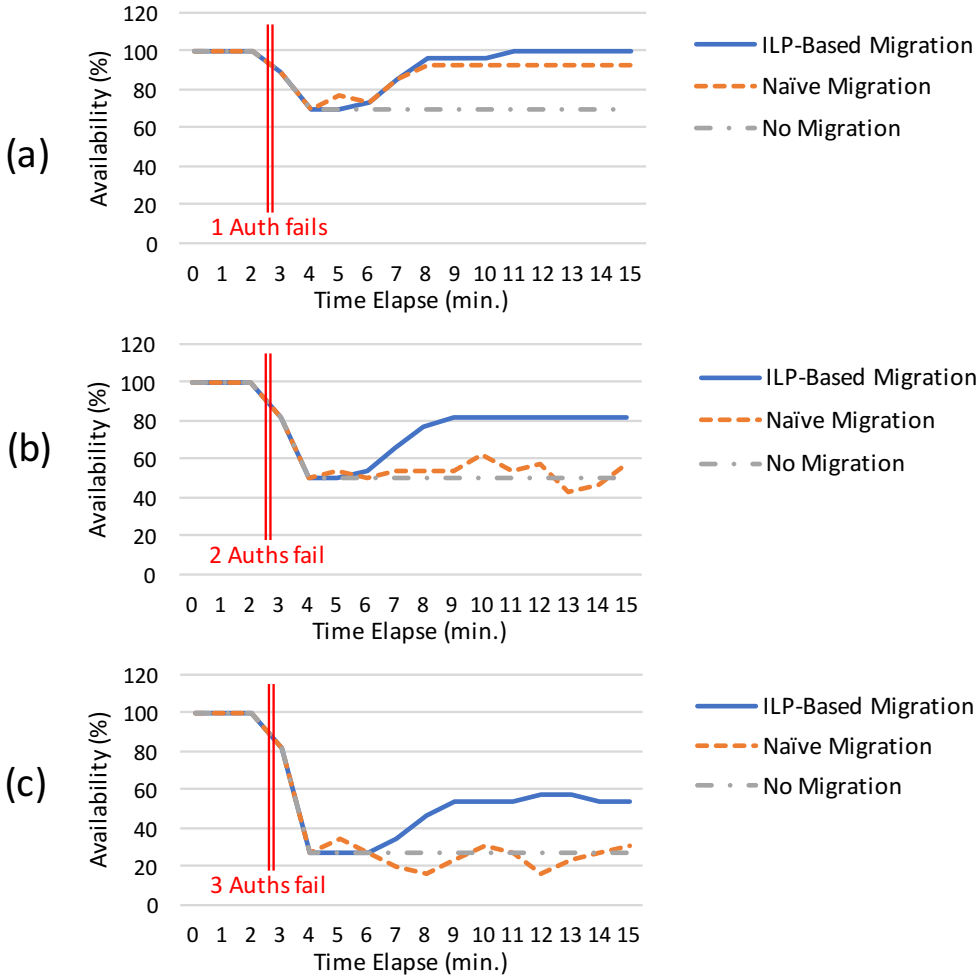 (a)
Availability (%)
120
100
80
60
40
20
0
1 Auth fails
0 1 2 3 4 5 6 7 8 9 10 11 12 13 14 15
Time Elapse (min.)
ILP-Based Migration
Naïve Migration
No Migration
(b)
Availability (%)
120
100
80
60
40
20
0
2 Auths fail
0 1 2 3 4 5 6 7 8 9 10 11 12 13 14 15
Time Elapse (min.)
ILP-Based Migration
Naïve Migration
No Migration
(c)
Availability (%)
120
100
80
60
40
20
0
3 Auths fail
0 1 2 3 4 5 6 7 8 9 10 11 12 13 14 15
Time Elapse (min.)
ILP-Based Migration
Naïve Migration
No Migration